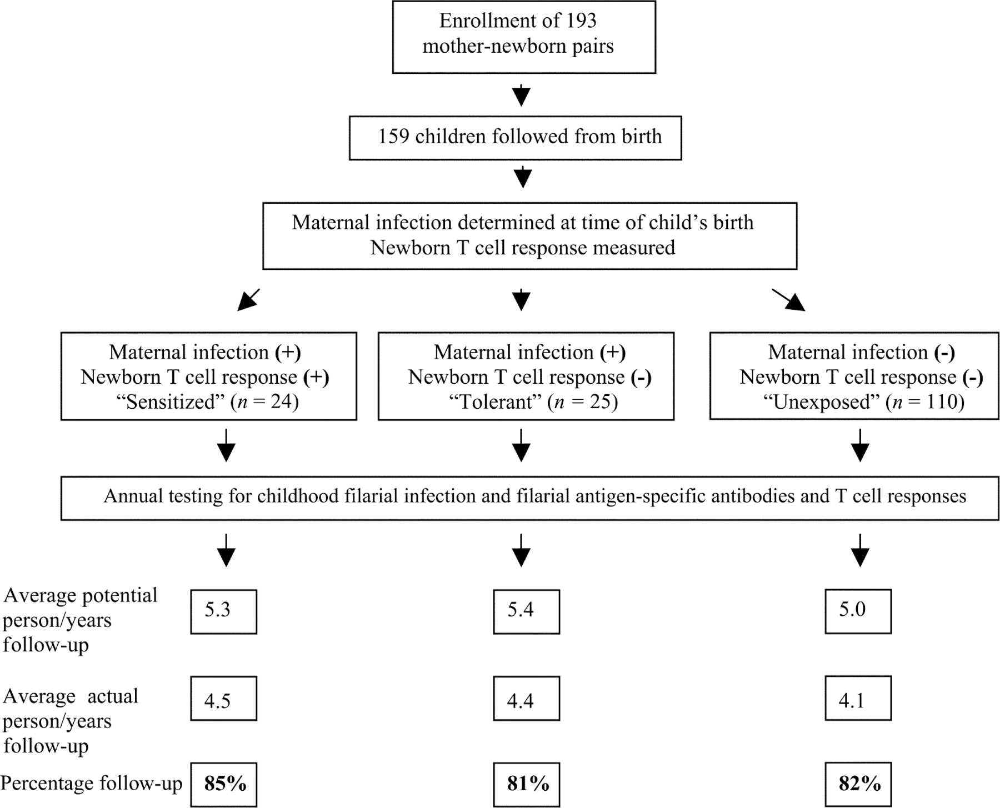 Enrollment of 193
mother-newborn pairs
159 children followed from birth
Maternal infection determined at time of child’s birth
Newborn T cell response measured
Maternal infection (+)
Newborn T cell response (+)
“Sensitized” (n = 24)
Maternal infection (+)
Newborn T cell response (-)
“Tolerant” (n = 25)
Maternal infection (-)
Newborn T cell response (-)
“Unexposed” (n = 110)
Annual testing for childhood filarial infection and filarial antigen-specific antibodies and T cell responses
Average potential
person/years
follow-up
5.3
5.4
5.0
Average actual
person/years
follow-up
4.5
4.4
4.1
Percentage follow-up
85%
81%
82%